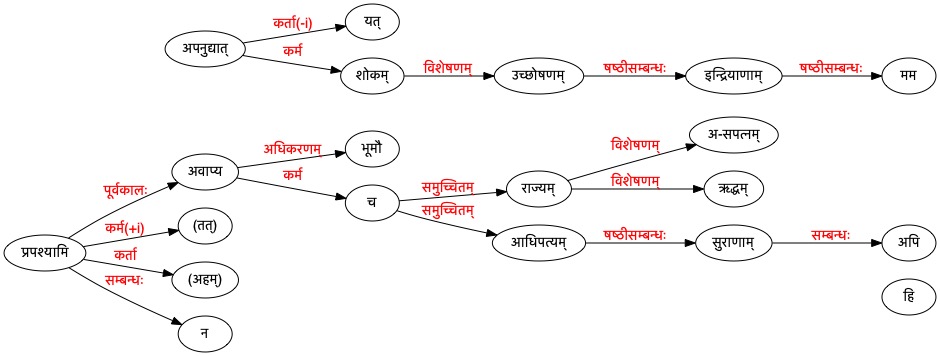 अपनुद्यात्
कर्ता(-i)
यत्
कर्म
शोकम्
विशेषणम्
उच्छोषणम्
षष्ठीसम्बन्धः
इन्द्रियाणाम्
षष्ठीसम्बन्धः
मम
प्रपश्यामि
पूर्वकालः
अवाप्य
अधिकरणम्
भूमौ
कर्म
च
समुच्चितम्
राज्यम्
विशेषणम्
अ-सपत्नम्
विशेषणम्
ऋद्धम्
समुच्चितम्
आधिपत्यम्
षष्ठीसम्बन्धः
सुराणाम्
सम्बन्धः
अपि
कर्म(+i)
(तत्)
कर्ता
(अहम्)
सम्बन्धः
न
हि